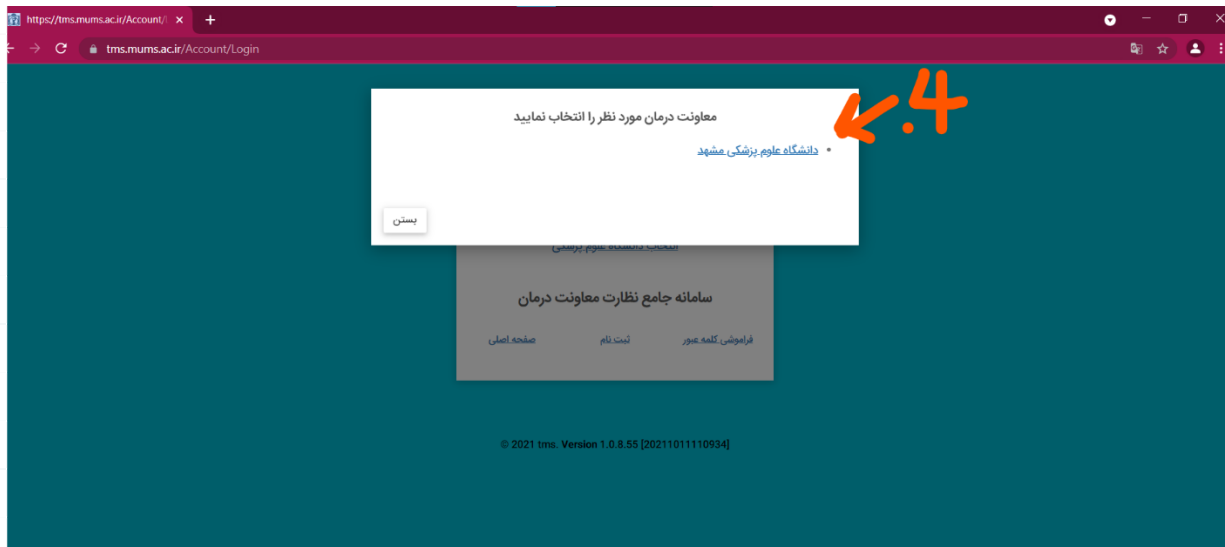 https://tms.mums.ac.ir/Account/
tms.mums.ac.ir/Account/Login
.4
معاونت درمان مورد نظر را انتخاب نمایید
• دانشگاه علوم پزشکی مشهد
بستن
انتخاب دانشگاه علوم پزشکی
سامانه جامع نظارت معاونت درمان
فراموشی کلمه عبور ثبت نام صفحه اصلی
© 2021 tms. Version 1.0.8.55 [20211011110934]